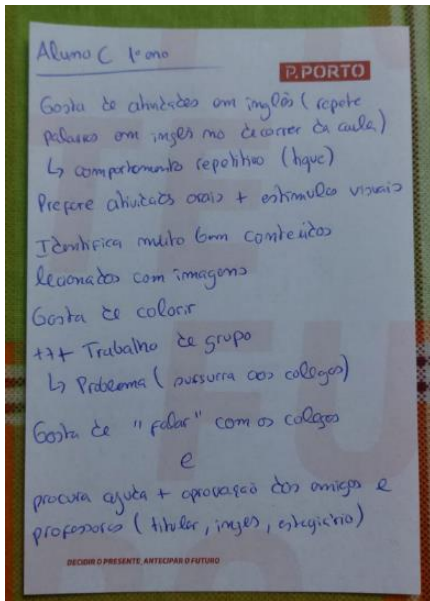 Aluno C 1º ano
P.PORTO
Gosta de atividades em inglês (repete
palavras em inglês no decorrer da aula)
↳ comportamento repetitivo (tique)
Prefere atividades orais + estímulos visuais
Identifica muito bem conteúdos
lecionados com imagens
Gosta de colorir
+++ Trabalho de grupo
↳ Problema (sussurra aos colegas)
Gosta de "falar" com os colegas
e
procura ajuda + aprovação dos amigos e
professores (titular, inglês, estagiário)
DECIDIR O PRESENTE, ANTECIPAR O FUTURO